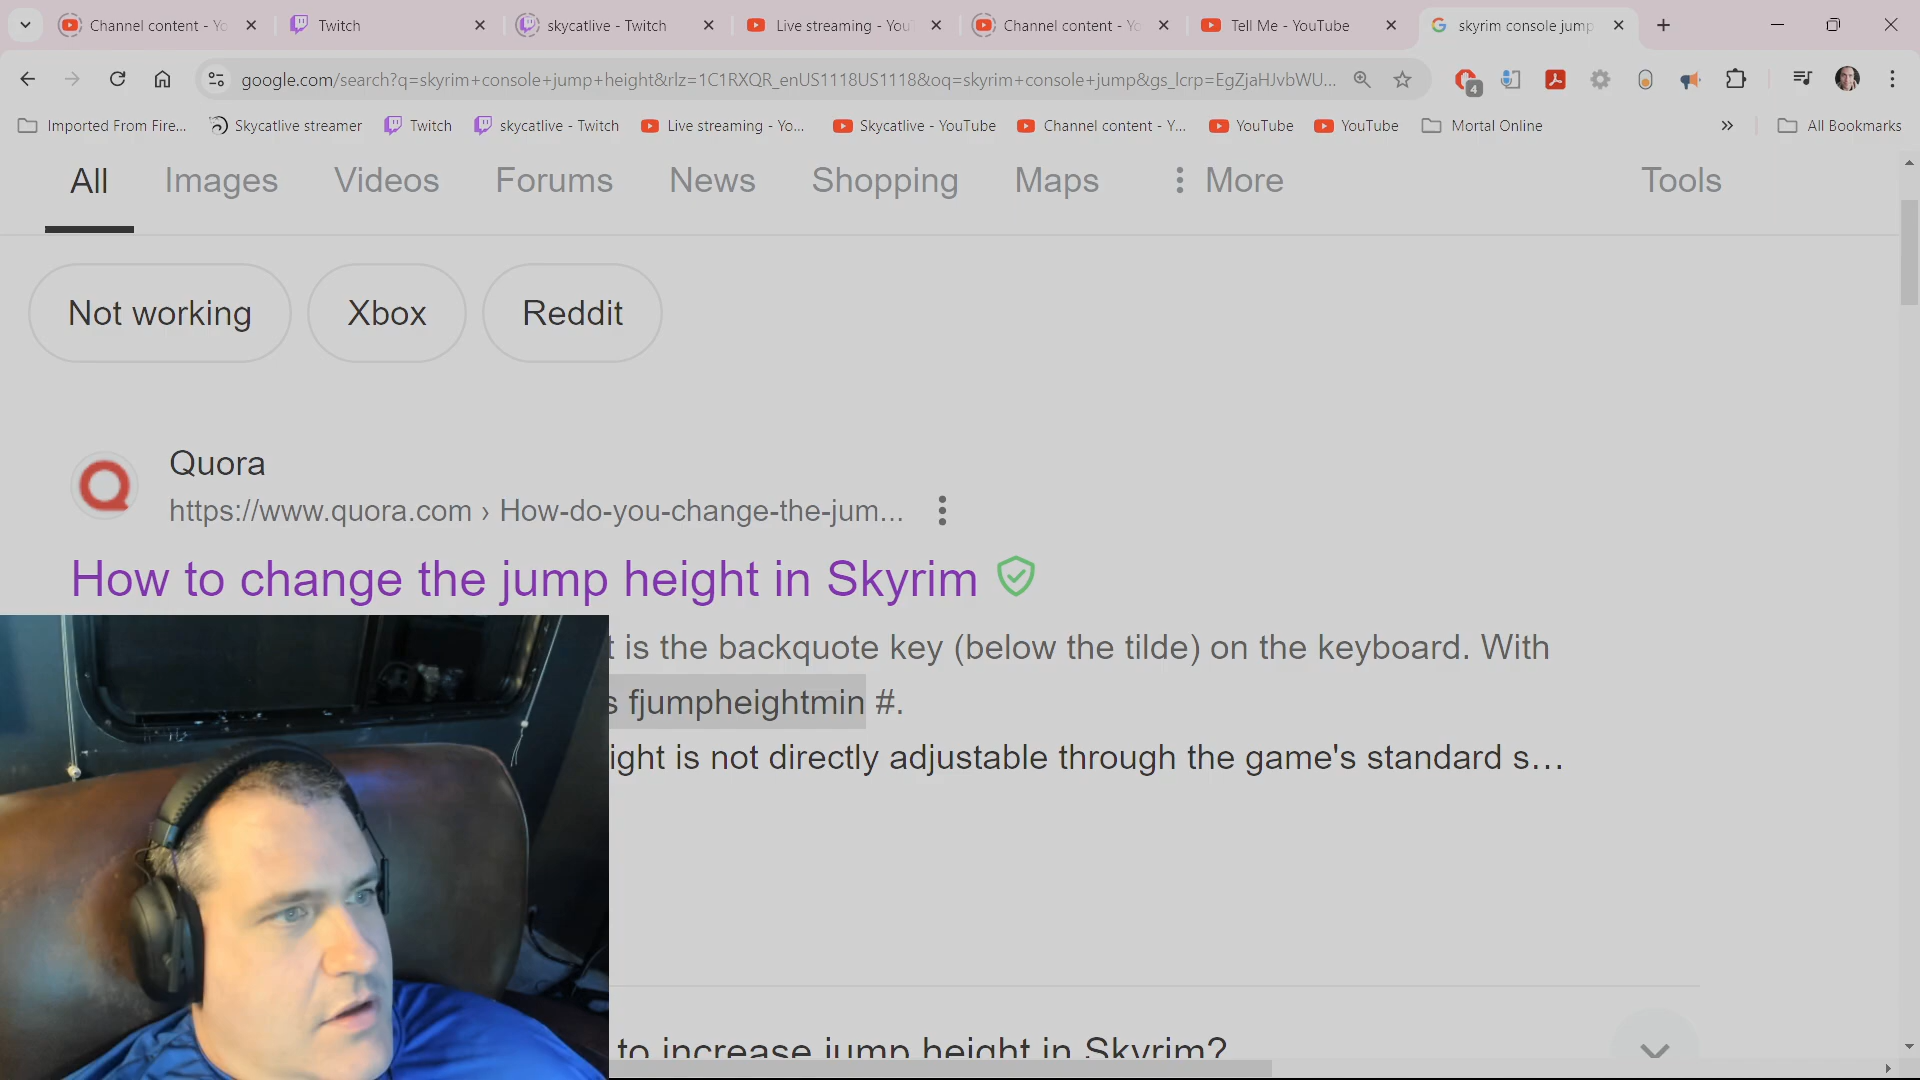 Channel content - Yo
Twitch
skycatlive - Twitch
Live streaming - You
Channel content - Yo
Tell Me - YouTube
skyrim console jump
google.com/search?q=skyrim+console+jump+height&rlz=1C1RXQR_enUS1118US1118&oq=skyrim+console+jump&gs_lcrp=EgZjaHJvbWU...
4
Imported From Fire...
Skycatlive streamer
Twitch
skycatlive - Twitch
Live streaming - Yo...
Skycatlive - YouTube
Channel content - Y...
YouTube
YouTube
Mortal Online
All Bookmarks
All
Images
Videos
Forums
News
Shopping
Maps
More
Tools
Not working
Xbox
Reddit
Quora
https://www.quora.com › How-do-you-change-the-jum...
How to change the jump height in Skyrim
t is the backquote key (below the tilde) on the keyboard. With
s fjumpheightmin #.
ight is not directly adjustable through the game's standard s...
to increase jump height in Skyrim?